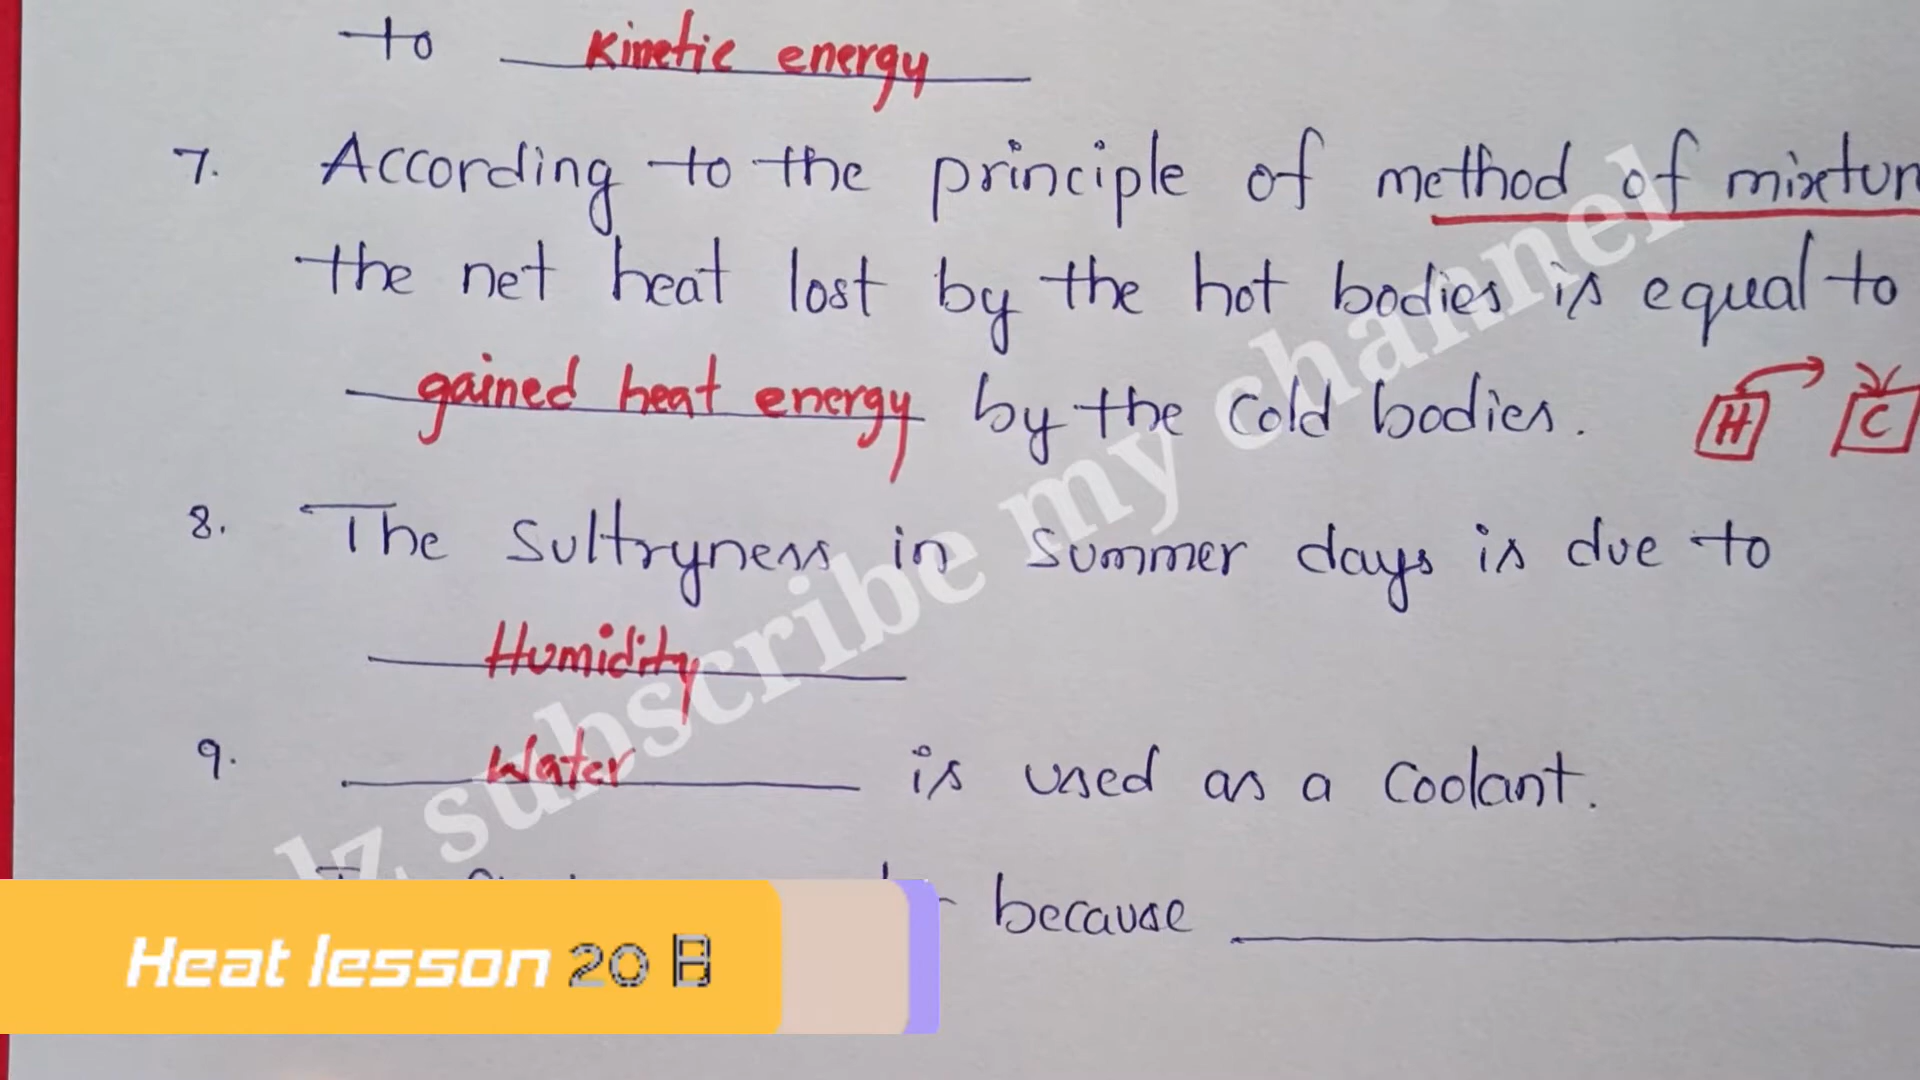 to Kinetic energy
7. According to the principle of method of mixtur
the net heat lost by the hot bodies is equal to
gained heat energy by the cold bodies.
H C
8. The Sultryness in summer days is due to
Humidity
9. Water is used as a coolant.
because
Heat lesson 20
subscribe my channel